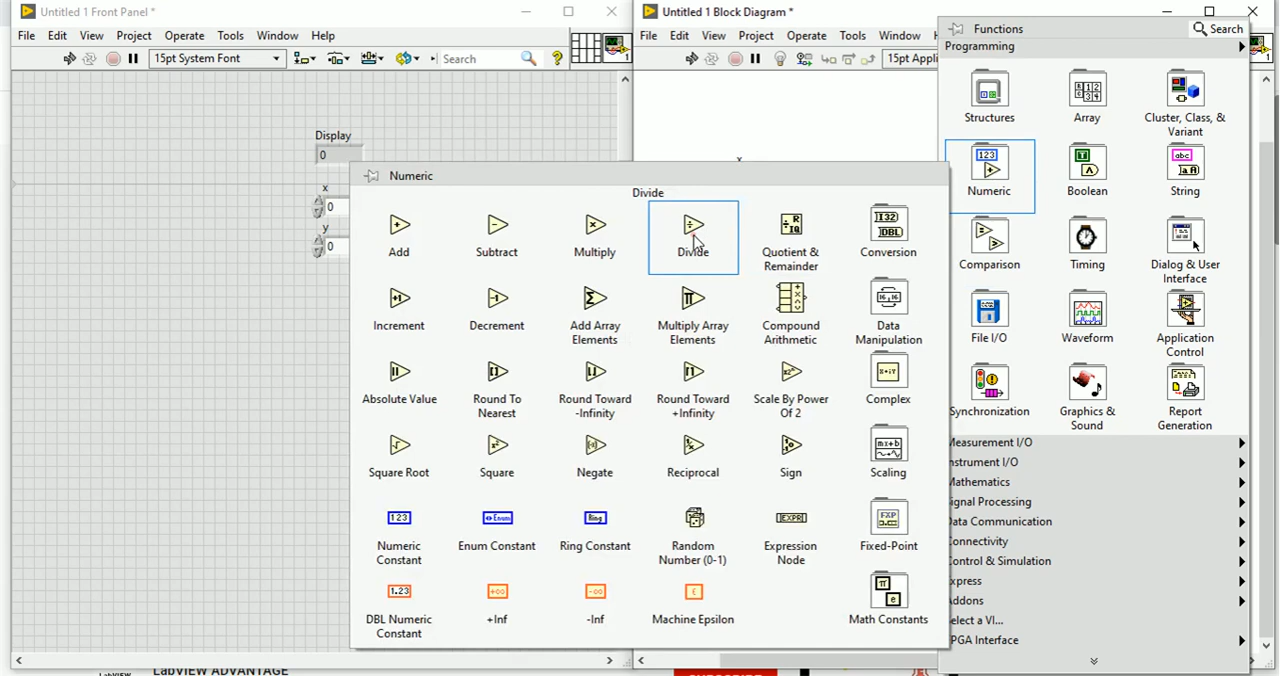 Untitled 1 Front Panel *
File Edit View Project Operate Tools Window Help
15pt System Font
Search
?
Display
0
x
0
y
0
Untitled 1 Block Diagram *
File Edit View Project Operate Tools Window
15pt Appli
x
Functions
Search
Programming
Structures
Array
Cluster, Class, &
Variant
Numeric
Boolean
String
Comparison
Timing
Dialog & User
Interface
File I/O
Waveform
Application
Control
Synchronization
Graphics &
Sound
Report
Generation
Measurement I/O
nstrument I/O
Mathematics
ignal Processing
Data Communication
Connectivity
Control & Simulation
xpress
Addons
elect a VI...
PGA Interface
Numeric
Divide
Add
Subtract
Multiply
Divide
Quotient &
Remainder
Conversion
Increment
Decrement
Add Array
Elements
Multiply Array
Elements
Compound
Arithmetic
Data
Manipulation
Absolute Value
Round To
Nearest
Round Toward
-Infinity
Round Toward
+Infinity
Scale By Power
Of 2
Complex
Square Root
Square
Negate
Reciprocal
Sign
Scaling
Numeric
Constant
Enum Constant
Ring Constant
Random
Number (0-1)
Expression
Node
Fixed-Point
DBL Numeric
Constant
+Inf
-Inf
Machine Epsilon
Math Constants
LabVIEW ADVANTAGE